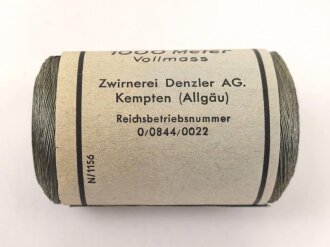 1000 Meter
Vollmass
Zwirnerei Denzler AG.
Kempten (Allgäu)
Reichsbetriebsnummer
0/0844/0022
N/1156